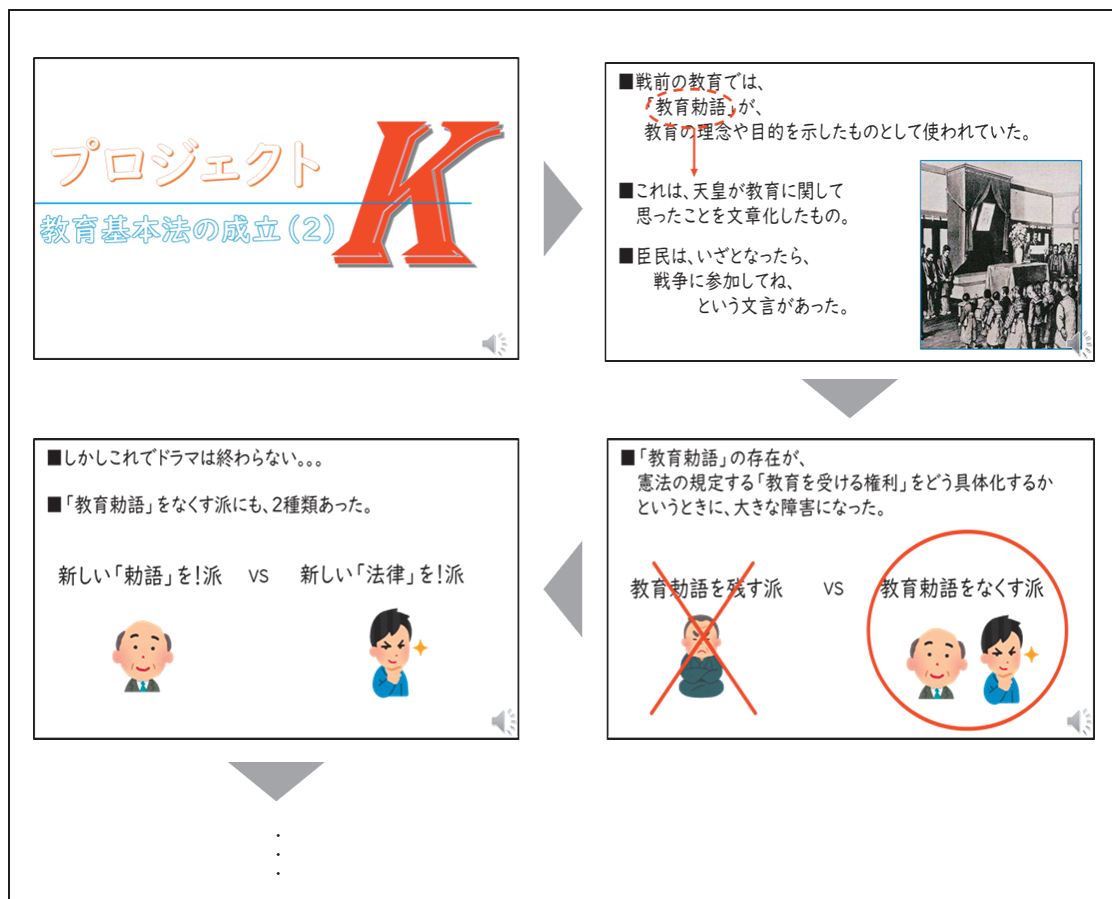 プロジェクト
K
教育基本法の成立(2)
■戦前の教育では、
「教育勅語」が、
教育の理念や目的を示したものとして使われていた。
■これは、天皇が教育に関して
思ったことを文章化したもの。
■臣民は、いざとなったら、
戦争に参加してね、
という文言があった。
■「教育勅語」の存在が、
憲法の規定する「教育を受ける権利」をどう具体化するか
というときに、大きな障害になった。
教育勅語を残す派 vs 教育勅語をなくす派
■しかしこれでドラマは終わらない。。。
■「教育勅語」をなくす派にも、2種類あった。
新しい「勅語」を!派 vs 新しい「法律」を!派